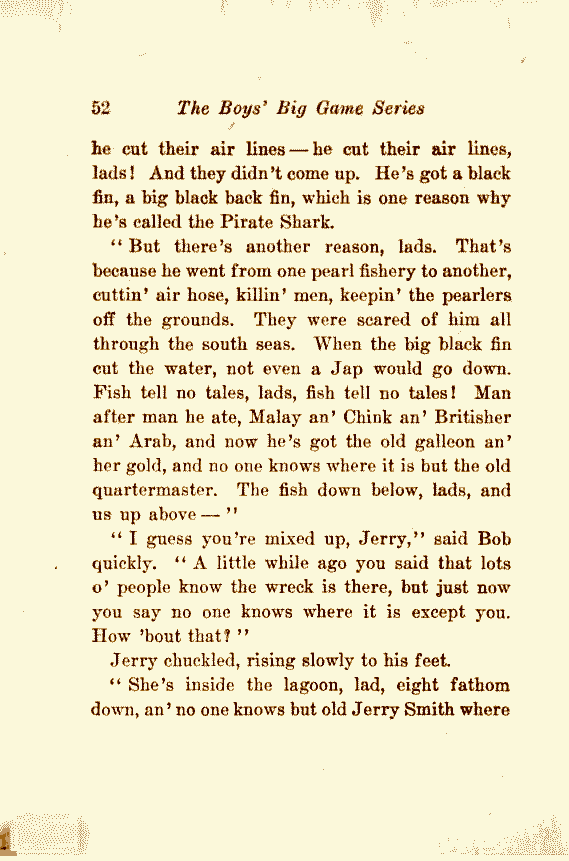 52 The Boys' Big Game Series
he cut their air lines — he cut their air lines,
lads! And they didn't come up. He's got a black
fin, a big black back fin, which is one reason why
he's called the Pirate Shark.
" But there's another reason, lads. That's
because he went from one pearl fishery to another,
cuttin' air hose, killin' men, keepin' the pearlers
off the grounds. They were scared of him all
through the south seas. When the big black fin
cut the water, not even a Jap would go down.
Fish tell no tales, lads, fish tell no tales! Man
after man he ate, Malay an' Chink an' Britisher
an' Arab, and now he's got the old galleon an'
her gold, and no one knows where it is but the old
quartermaster. The fish down below, lads, and
us up above — "
" I guess you're mixed up, Jerry," said Bob
quickly. " A little while ago you said that lots
o' people know the wreck is there, but just now
you say no one knows where it is except you.
How 'bout that? "
Jerry chuckled, rising slowly to his feet.
" She's inside the lagoon, lad, eight fathom
down, an' no one knows but old Jerry Smith where